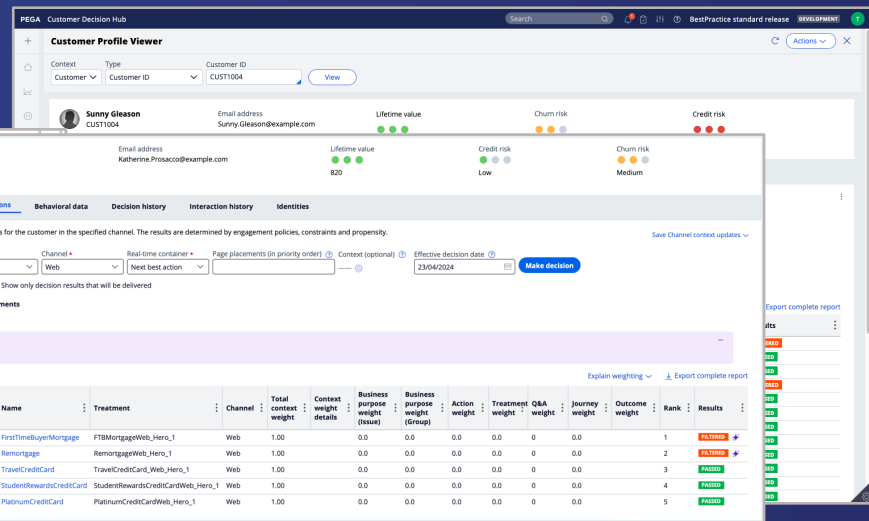 PEGA Customer Decision Hub Search BestPractice standard release DEVELOPMENT T
Customer Profile Viewer Actions
Context Type Customer ID
Customer Customer ID CUST1004 View
Sunny Gleason Email address Lifetime value Churn risk Credit risk
CUST1004 Sunny.Gleason@example.com
Email address Lifetime value Credit risk Churn risk
Katherine.Prosacco@example.com
820 Low Medium
ons Behavioral data Decision history Interaction history Identities
s for the customer in the specified channel. The results are determined by engagement policies, constraints and propensity. Save Channel context updates
Channel Real-time container Page placements (in priority order) Context (optional) Effective decision date
Web Next best action 23/04/2024 Make decision
Show only decision results that will be delivered
ments
Export complete report
Explain weighting Export complete report
Name Treatment Channel Total context weight Context weight details Business purpose weight (Issue) Business purpose weight (Group) Action weight Treatment weight Q&A weight Journey weight Outcome weight Rank Results
FirstTimeBuyerMortgage FTBMortgageWeb_Hero_1 Web 1.00 0.0 0.0 0.0 0.0 0 0.0 1 FILTERED
Remortgage RemortgageWeb_Hero_1 Web 1.00 0.0 0.0 0.0 0.0 0 0.0 2 FILTERED
TravelCreditCard TravelCreditCard_Web_Hero_1 Web 1.00 0.0 0.0 0.0 0.0 0 0.0 3 PASSED
StudentRewardsCreditCard StudentRewardsCreditCardWeb_Hero_1 Web 1.00 0.0 0.0 0.0 0.0 0 0.0 4 PASSED
PlatinumCreditCard PlatinumCreditCardWeb_Hero_1 Web 1.00 0.0 0.0 0.0 0.0 0 0.0 5 PASSED